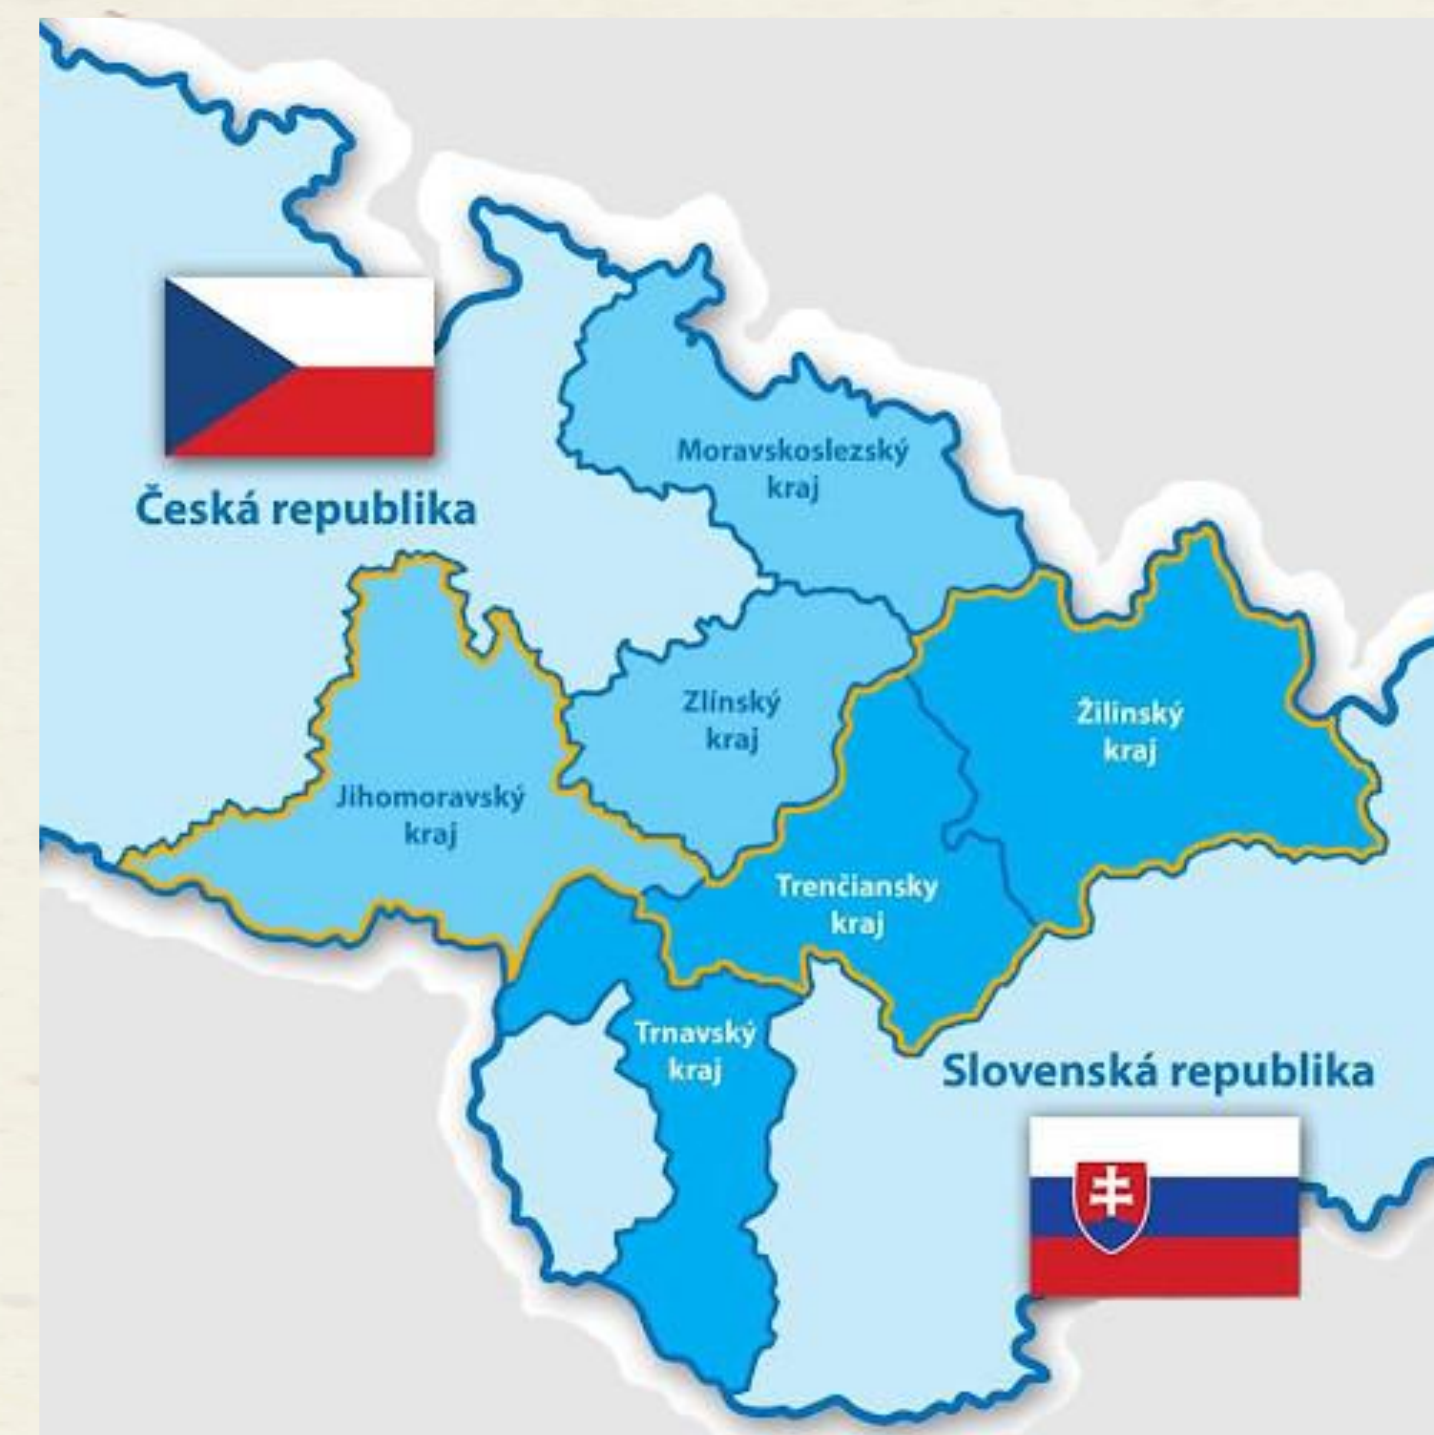 Moravskoslezský
kraj
Česká republika
Zlínský
kraj
Žilinský
kraj
Jihomoravský
kraj
Trenčiansky
kraj
Trnavský
kraj
Slovenská republika